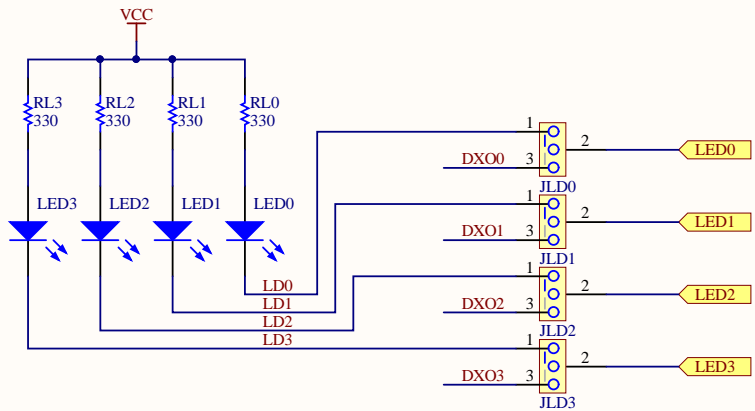 VCC
RL3
330
RL2
330
RL1
330
RL0
330
LED3
LED2
LED1
LED0
LD0
LD1
LD2
LD3
1
DXO0
3
2
JLD0
LED0
1
DXO1
3
2
JLD1
LED1
1
DXO2
3
2
JLD2
LED2
1
DXO3
3
2
JLD3
LED3